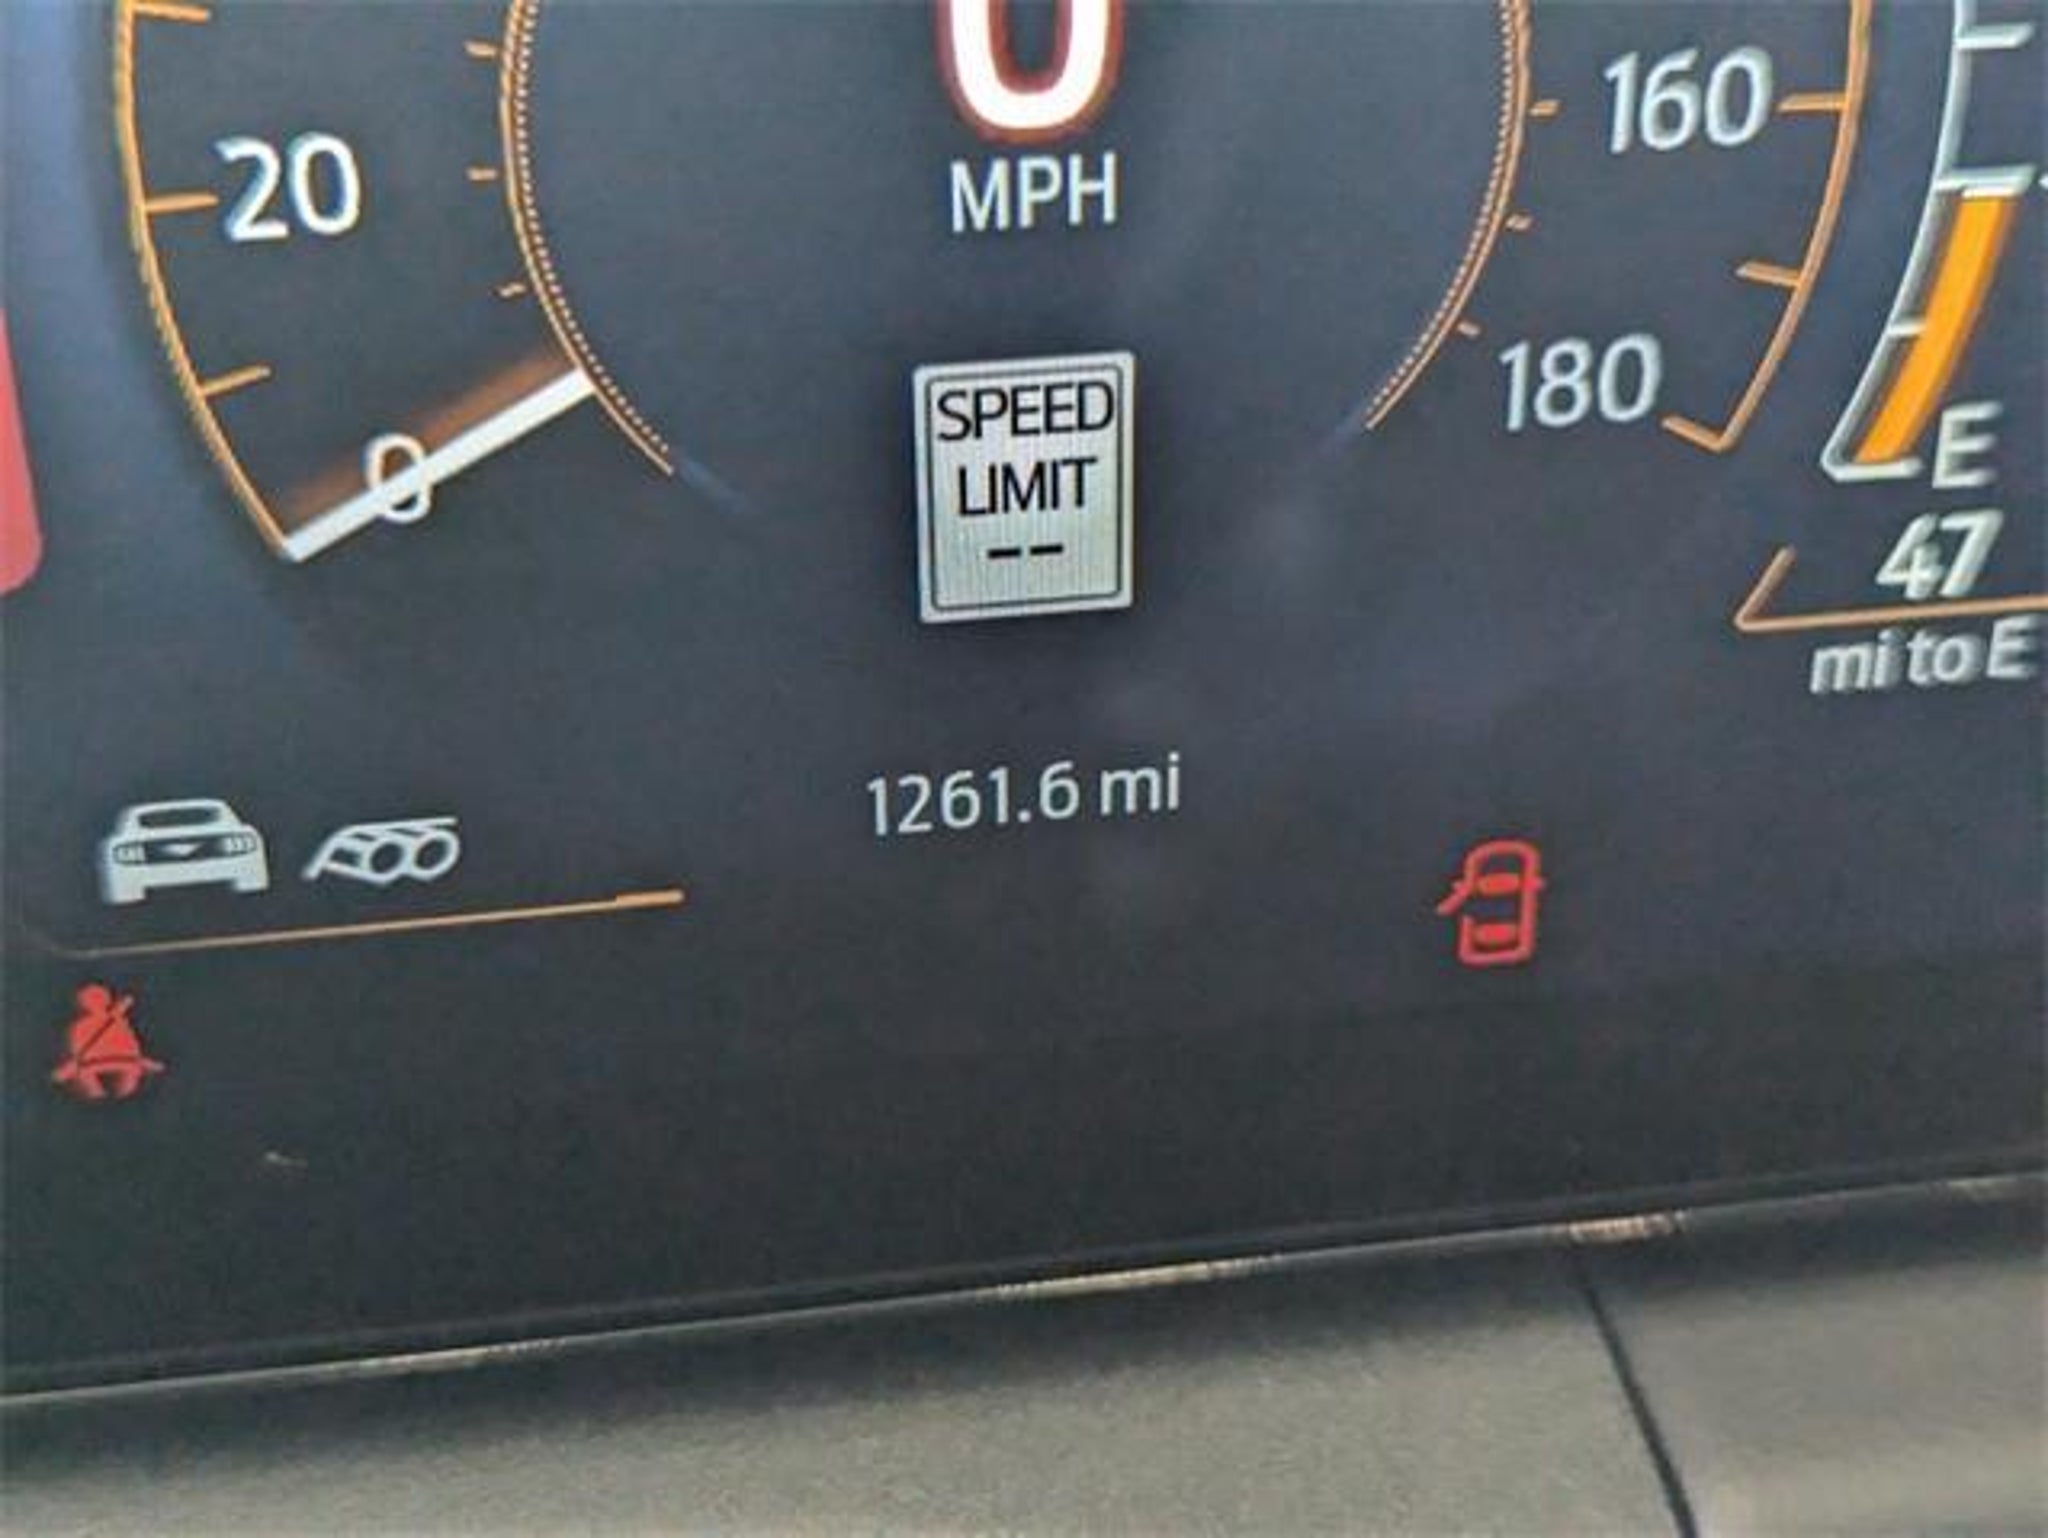 0
MPH
20
160
0
180
SPEED
LIMIT
--
E
47
mi to E
1261.6 mi